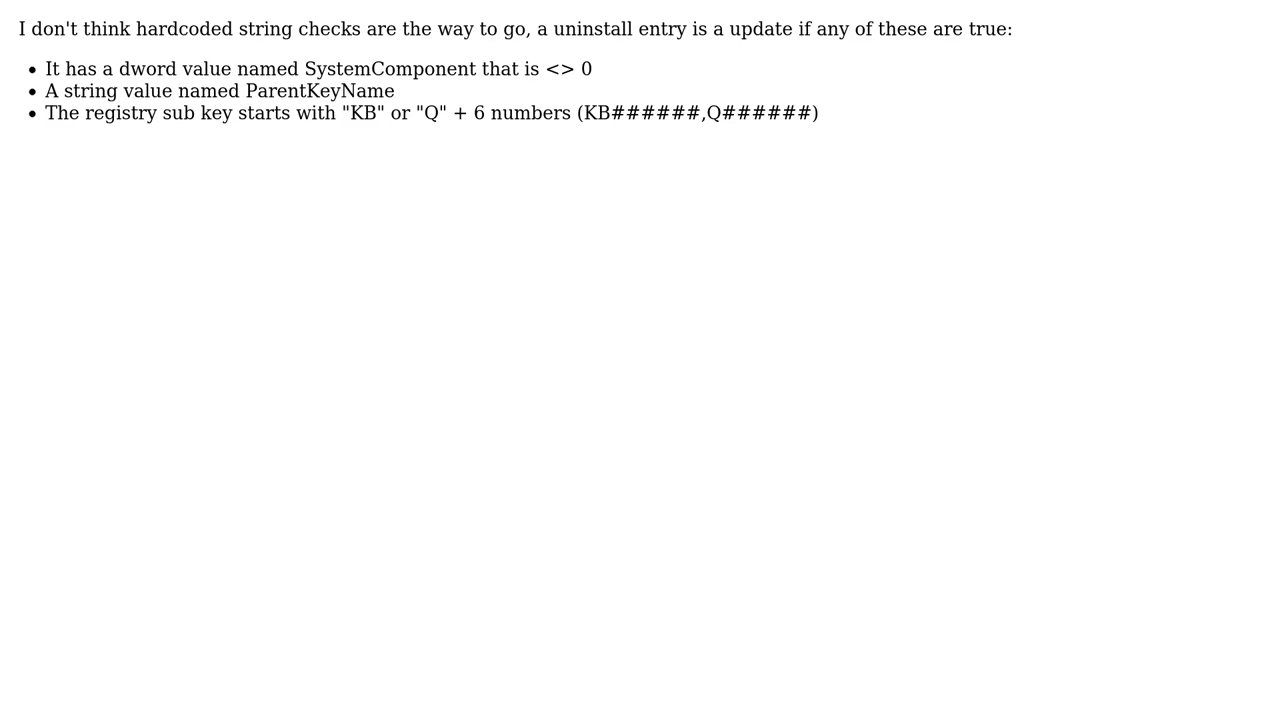 I don't think hardcoded string checks are the way to go, a uninstall entry is a update if any of these are true:
• It has a dword value named SystemComponent that is <> 0
• A string value named ParentKeyName
• The registry sub key starts with "KB" or "Q" + 6 numbers (KB######,Q######)